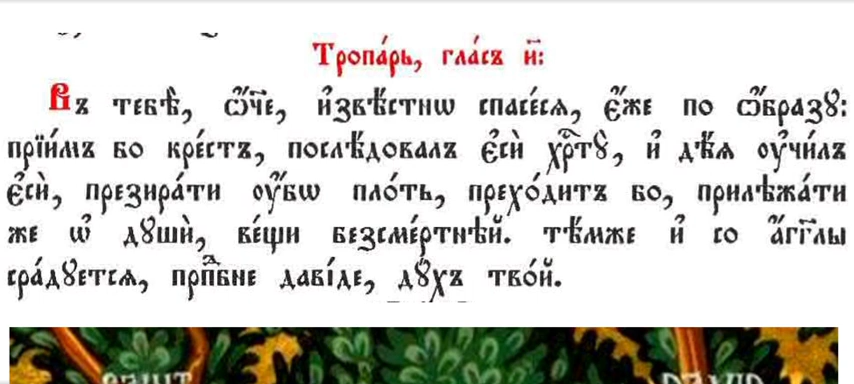 Тропа́рь, гла́съ и҃:
Въ тебѣ̀, ѻ҆́ч҃е, и҆звѣ́стнѡ спасе́сѧ, є҆́же по ѻ҆́бразꙋ:
прїи́мъ бо кре́стъ, послѣ́довалъ є҆сѝ хр҇тꙋ̀, и҆ дѣ́ѧ ᲂу҆чи́лъ
є҆сѝ, презира́ти ᲂу҆́бѡ пло́ть, прехо́дитъ бо, прилѣжа́ти
же ѡ҆ дꙋшѝ, ве́щи безсме́ртнѣй. тѣ́мже и҆ со а҆́гг҃лы
сра́дꙋетсѧ, прпⷣбне даві́де, дꙋ́хъ тво́й.
SAINT DAVID